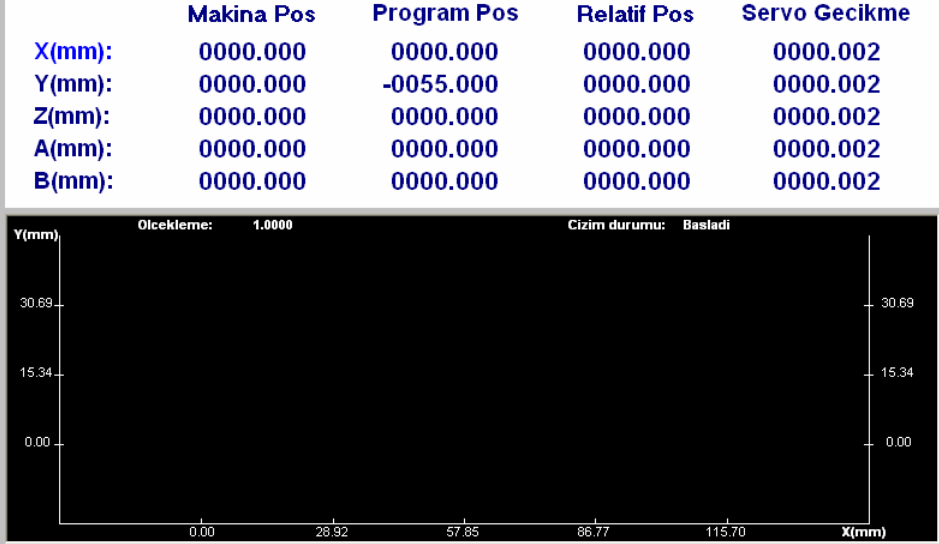 Makina Pos Program Pos Relatif Pos Servo Gecikme
X(mm): 0000.000 0000.000 0000.000 0000.002
Y(mm): 0000.000 -0055.000 0000.000 0000.002
Z(mm): 0000.000 0000.000 0000.000 0000.002
A(mm): 0000.000 0000.000 0000.000 0000.002
B(mm): 0000.000 0000.000 0000.000 0000.002
Olcekleme: 1.0000 Cizim durumu: Basladi
Y(mm)
30.69 30.69
15.34 15.34
0.00 0.00
0.00 28.92 57.85 86.77 115.70 X(mm)